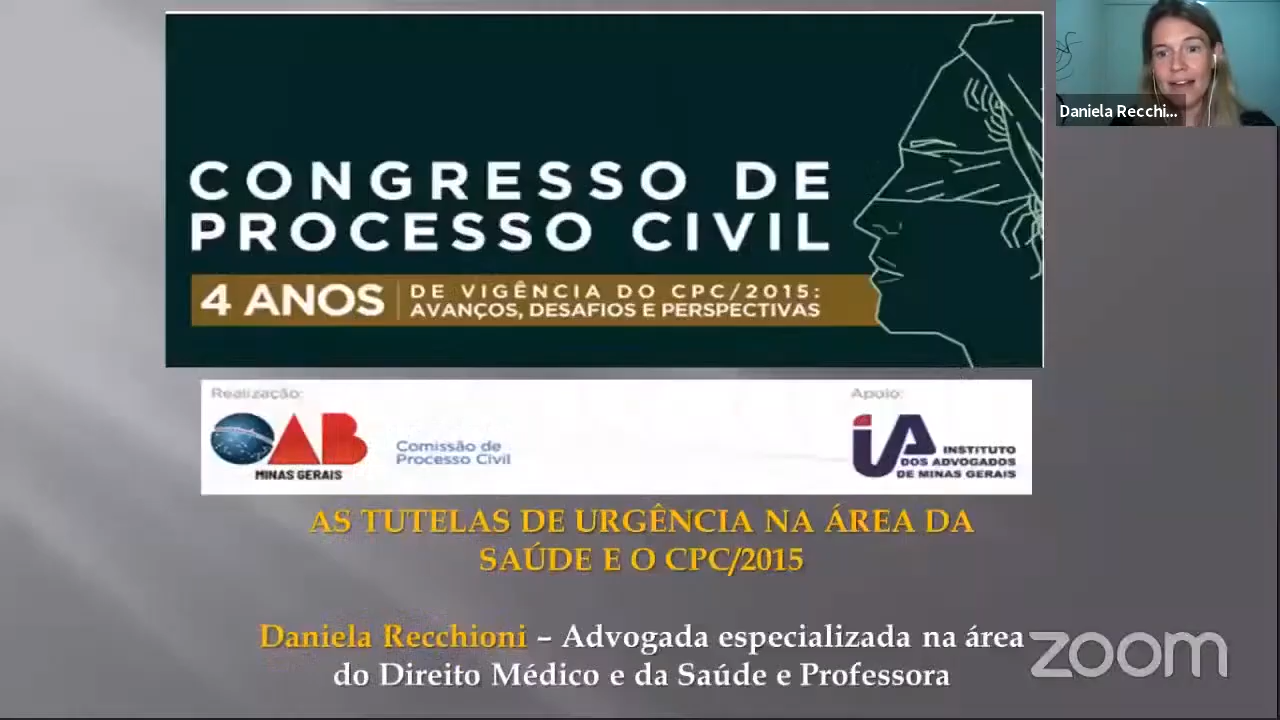 CONGRESSO DE
PROCESSO CIVIL
4 ANOS
DE VIGÊNCIA DO CPC/2015:
AVANÇOS, DESAFIOS E PERSPECTIVAS
Realização:
OAB
MINAS GERAIS
Comissão de
Processo Civil
Apoio:
iA
INSTITUTO
DOS ADVOGADOS
DE MINAS GERAIS
AS TUTELAS DE URGÊNCIA NA ÁREA DA
SAÚDE E O CPC/2015
Daniela Recchioni – Advogada especializada na área
do Direito Médico e da Saúde e Professora
Daniela Recchi...
zoom